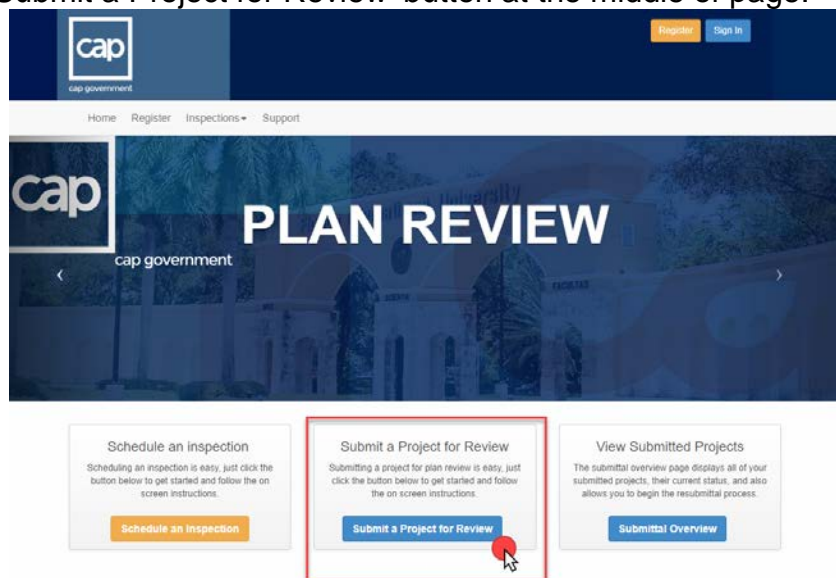 Submit a Project for Review' button at the middle of page.
cap
cap government
Register
Sign In
Home Register Inspections Support
cap
cap government
PLAN REVIEW
Schedule an inspection
Scheduling an inspection is easy, just click the
button below to get started and follow the on
screen instructions.
Schedule an Inspection
Submit a Project for Review
Submitting a project for plan review is easy, just
click the button below to get started and follow
the on screen instructions.
Submit a Project for Review
View Submitted Projects
The submittal overview page displays all of your
submitted projects, their current status, and also
allows you to begin the resubmittal process.
Submittal Overview